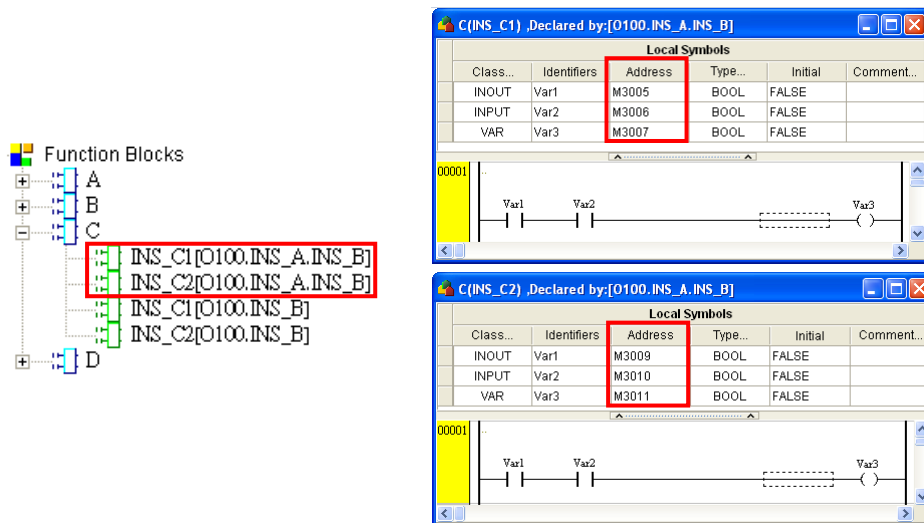 Function Blocks
A
B
C
INS_C1[O100.INS_A.INS_B]
INS_C2[O100.INS_A.INS_B]
INS_C1[O100.INS_B]
INS_C2[O100.INS_B]
D
C(INS_C1) ,Declared by:[O100.INS_A.INS_B]
Local Symbols
Class... Identifiers Address Type... Initial Comment...
INOUT Var1 M3005 BOOL FALSE
INPUT Var2 M3006 BOOL FALSE
VAR Var3 M3007 BOOL FALSE
00001
Var1 Var2 Var3
C(INS_C2) ,Declared by:[O100.INS_A.INS_B]
Local Symbols
Class... Identifiers Address Type... Initial Comment...
INOUT Var1 M3009 BOOL FALSE
INPUT Var2 M3010 BOOL FALSE
VAR Var3 M3011 BOOL FALSE
00001
Var1 Var2 Var3